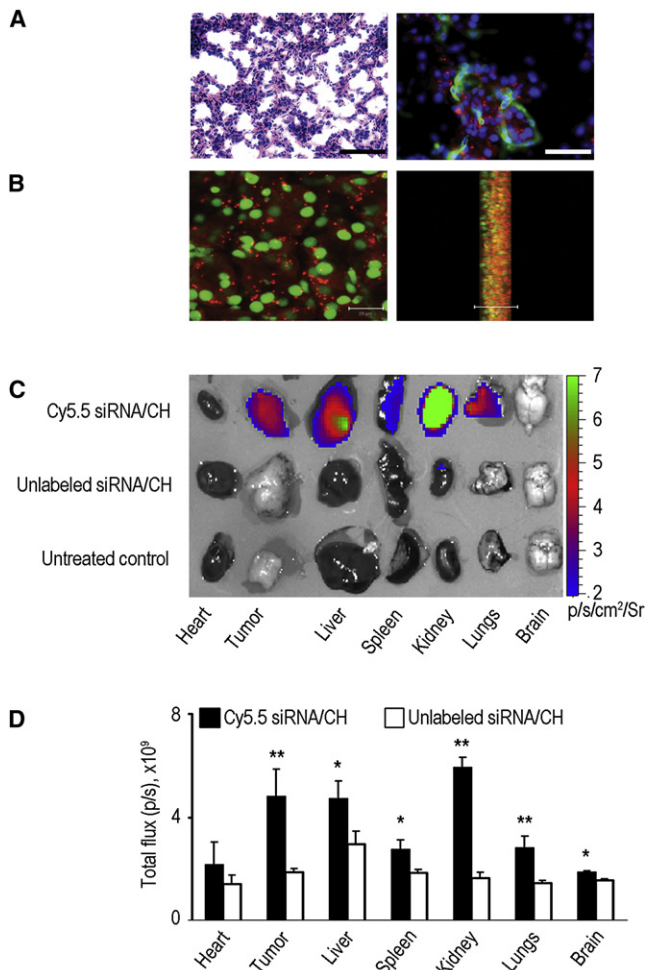 A
B
C
Cy5.5 siRNA/CH
Unlabeled siRNA/CH
Untreated control
7
6
5
4
3
2
p/s/cm²/Sr
Heart
Tumor
Liver
Spleen
Kidney
Lungs
Brain
D
Cy5.5 siRNA/CH
Unlabeled siRNA/CH
Total flux (p/s), x10⁹
8
4
0
**
*
*
**
**
*
Heart
Tumor
Liver
Spleen
Kidney
Lungs
Brain